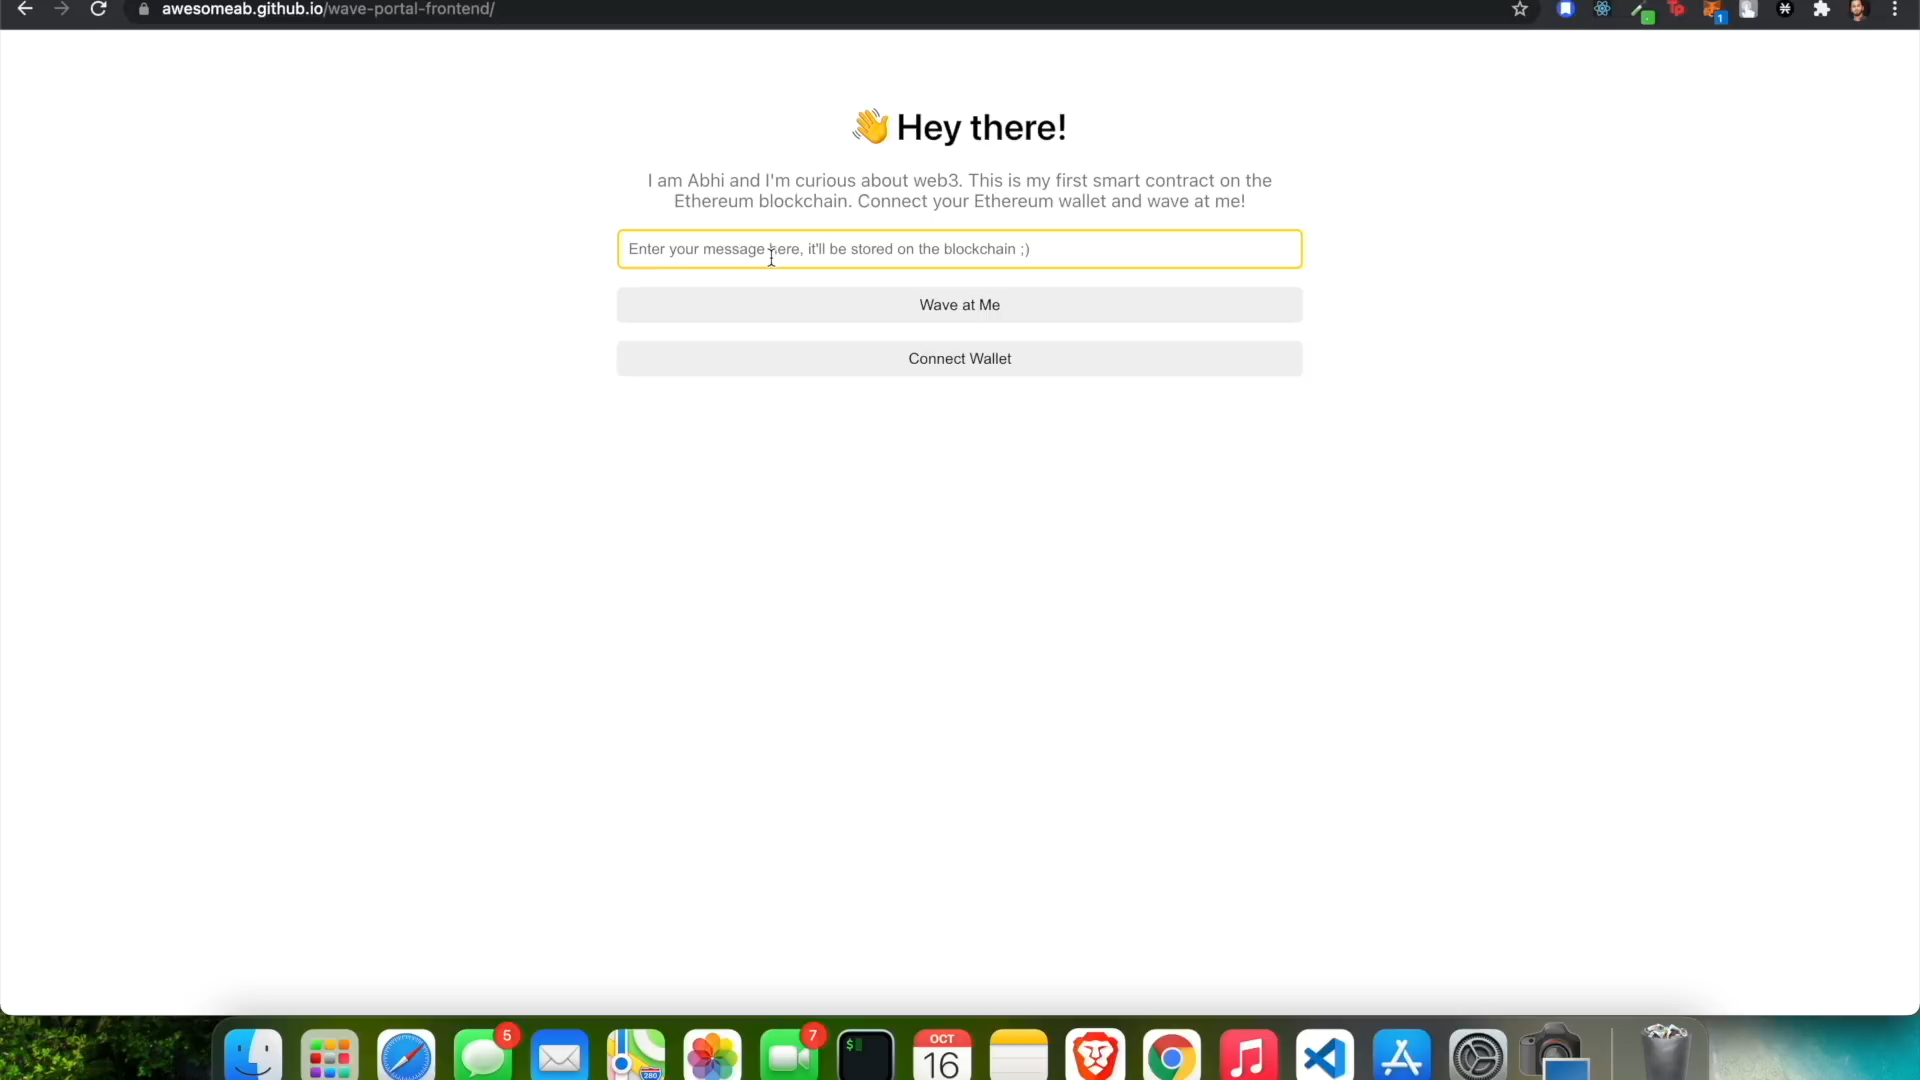 awesomeab.github.io/wave-portal-frontend/
1
👋 Hey there!
I am Abhi and I'm curious about web3. This is my first smart contract on the
Ethereum blockchain. Connect your Ethereum wallet and wave at me!
Enter your message here, it'll be stored on the blockchain ;)
Wave at Me
Connect Wallet
5
7
280
$
OCT
16